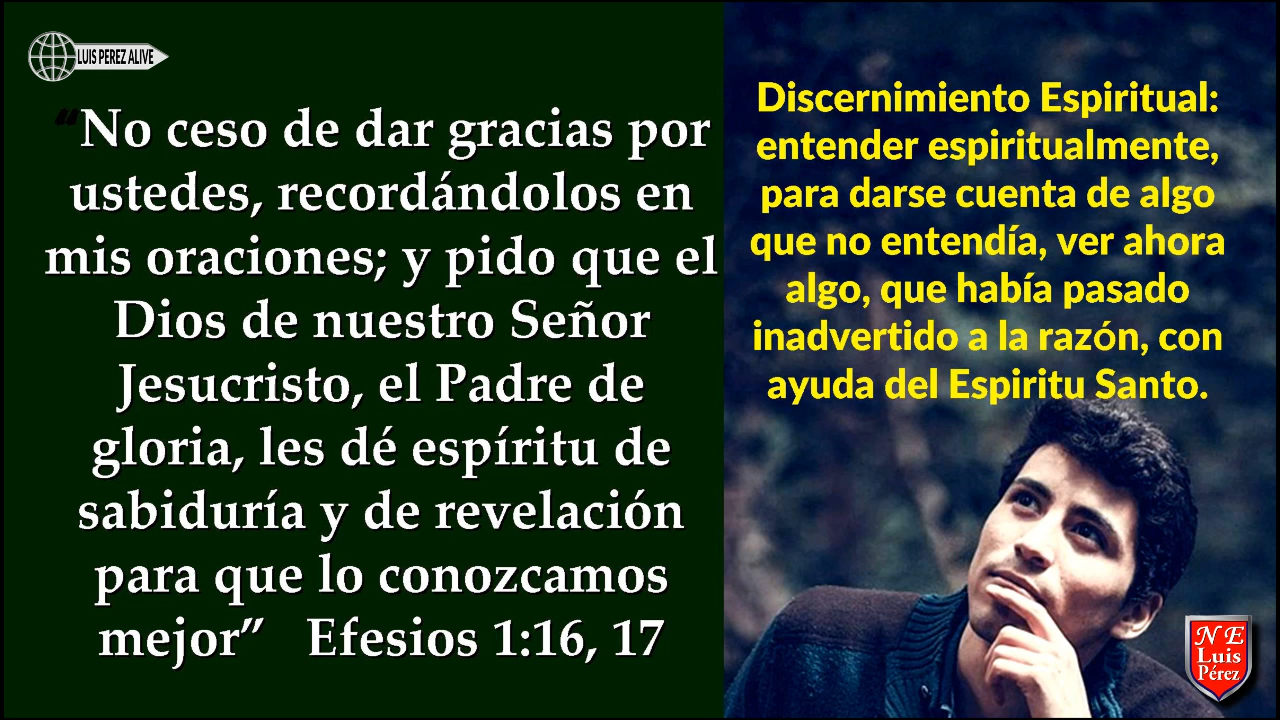 LUIS PEREZ ALIVE
“No ceso de dar gracias por
ustedes, recordándolos en
mis oraciones; y pido que el
Dios de nuestro Señor
Jesucristo, el Padre de
gloria, les dé espíritu de
sabiduría y de revelación
para que lo conozcamos
mejor” Efesios 1:16, 17
Discernimiento Espiritual:
entender espiritualmente,
para darse cuenta de algo
que no entendía, ver ahora
algo, que había pasado
inadvertido a la razón, con
ayuda del Espiritu Santo.
N E
Luis
Pérez